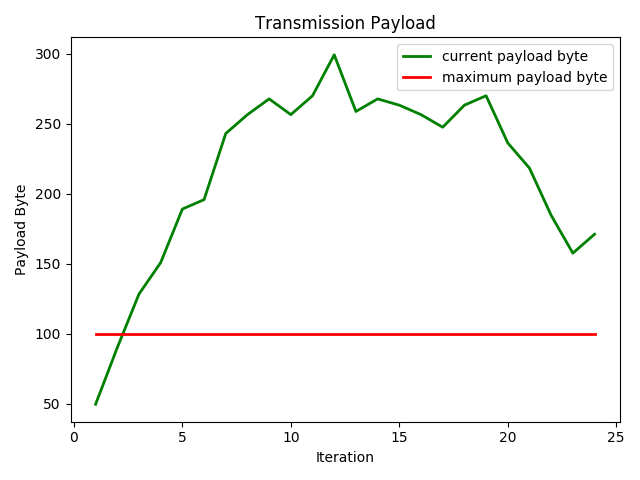 Transmission Payload
current payload byte
maximum payload byte
300
250
200
150
100
50
Payload Byte
0 5 10 15 20 25
Iteration